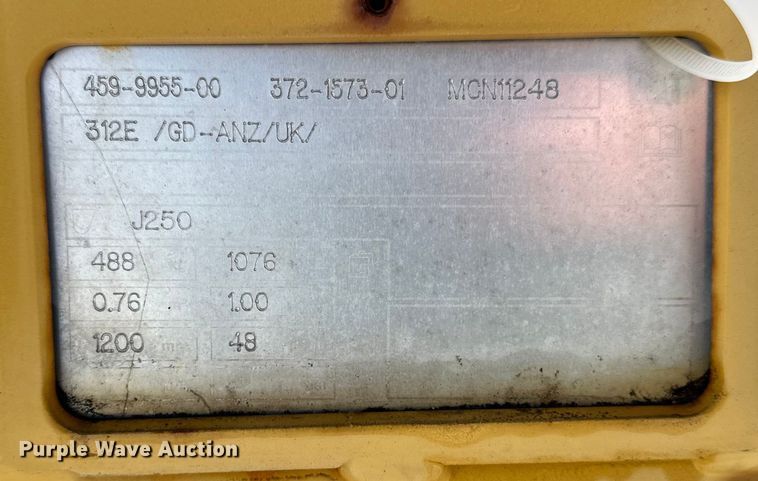 459-9955-00 372-1573-01 MCN11248
312E /GD-ANZ/UK/
J250
488 1076
0.76 1.00
1200 48
Purple Wave Auction